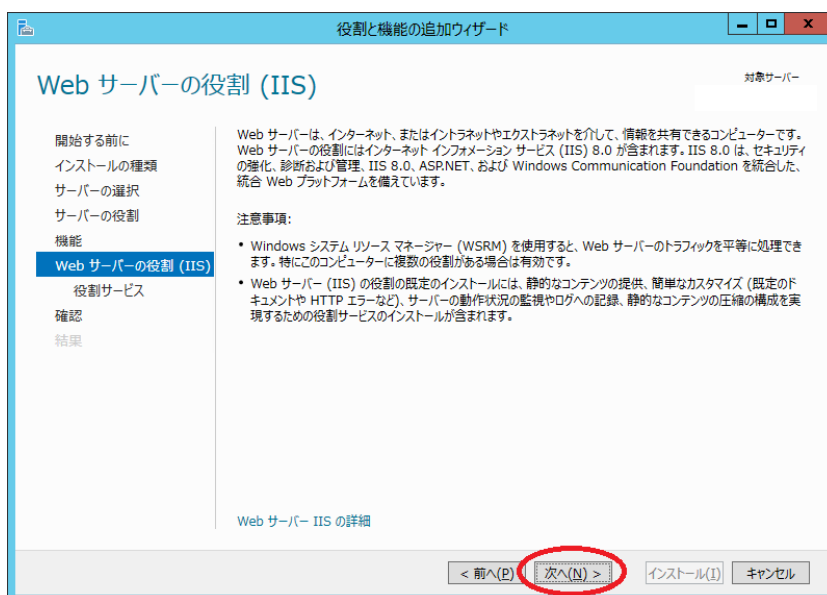 役割と機能の追加ウィザード
Web サーバーの役割 (IIS)
対象サーバー
開始する前に
インストールの種類
サーバーの選択
サーバーの役割
機能
Web サーバーの役割 (IIS)
役割サービス
確認
結果
Web サーバーは、インターネット、またはイントラネットやエクストラネットを介して、情報を共有できるコンピューターです。
Web サーバーの役割にはインターネット インフォメーション サービス (IIS) 8.0 が含まれます。IIS 8.0 は、セキュリティ
の強化、診断および管理、IIS 8.0、ASP.NET、および Windows Communication Foundation を統合した、
統合 Web プラットフォームを備えています。
注意事項:
• Windows システム リソース マネージャー (WSRM) を使用すると、Web サーバーのトラフィックを平等に処理でき
ます。特にこのコンピューターに複数の役割がある場合は有効です。
• Web サーバー (IIS) の役割の既定のインストールには、静的なコンテンツの提供、簡単なカスタマイズ (既定のド
キュメントや HTTP エラーなど)、サーバーの動作状況の監視やログへの記録、静的なコンテンツの圧縮の構成を実
現するための役割サービスのインストールが含まれます。
Web サーバー IIS の詳細
< 前へ(P)
次へ(N) >
インストール(I)
キャンセル